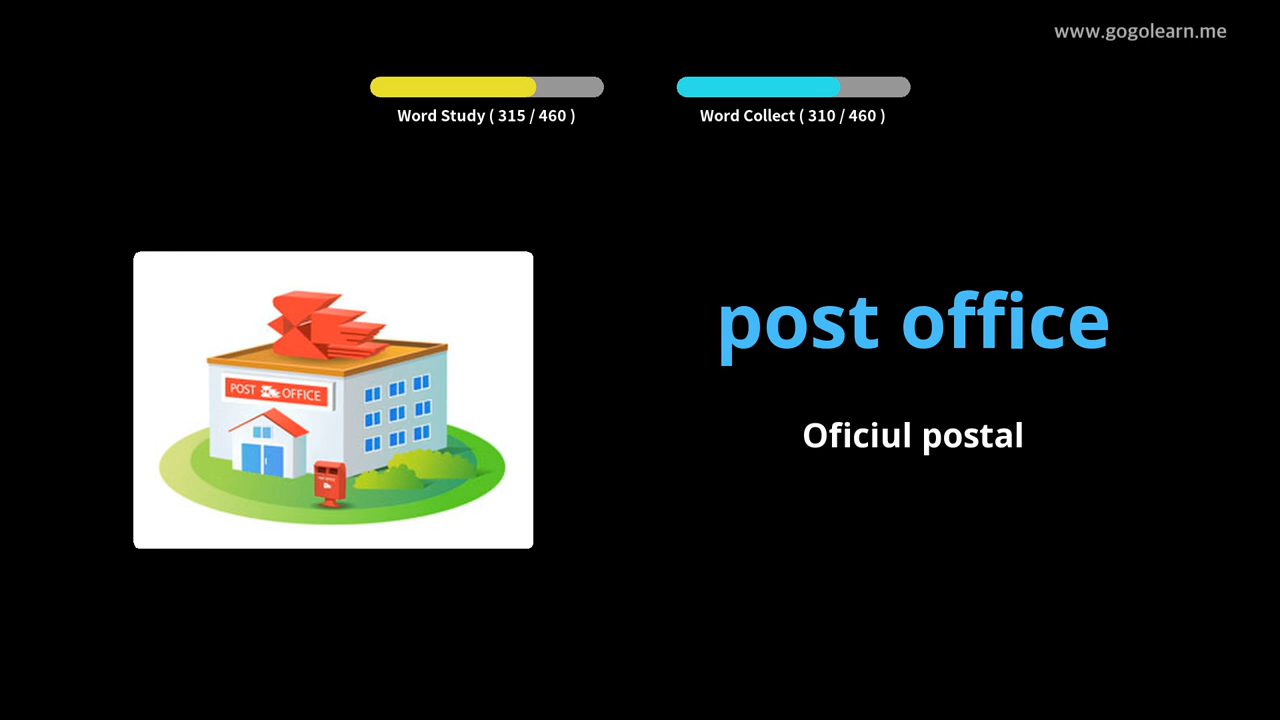 www.gogolearn.me
Word Study ( 315 / 460 )
Word Collect ( 310 / 460 )
POST OFFICE
post office
Oficiul postal